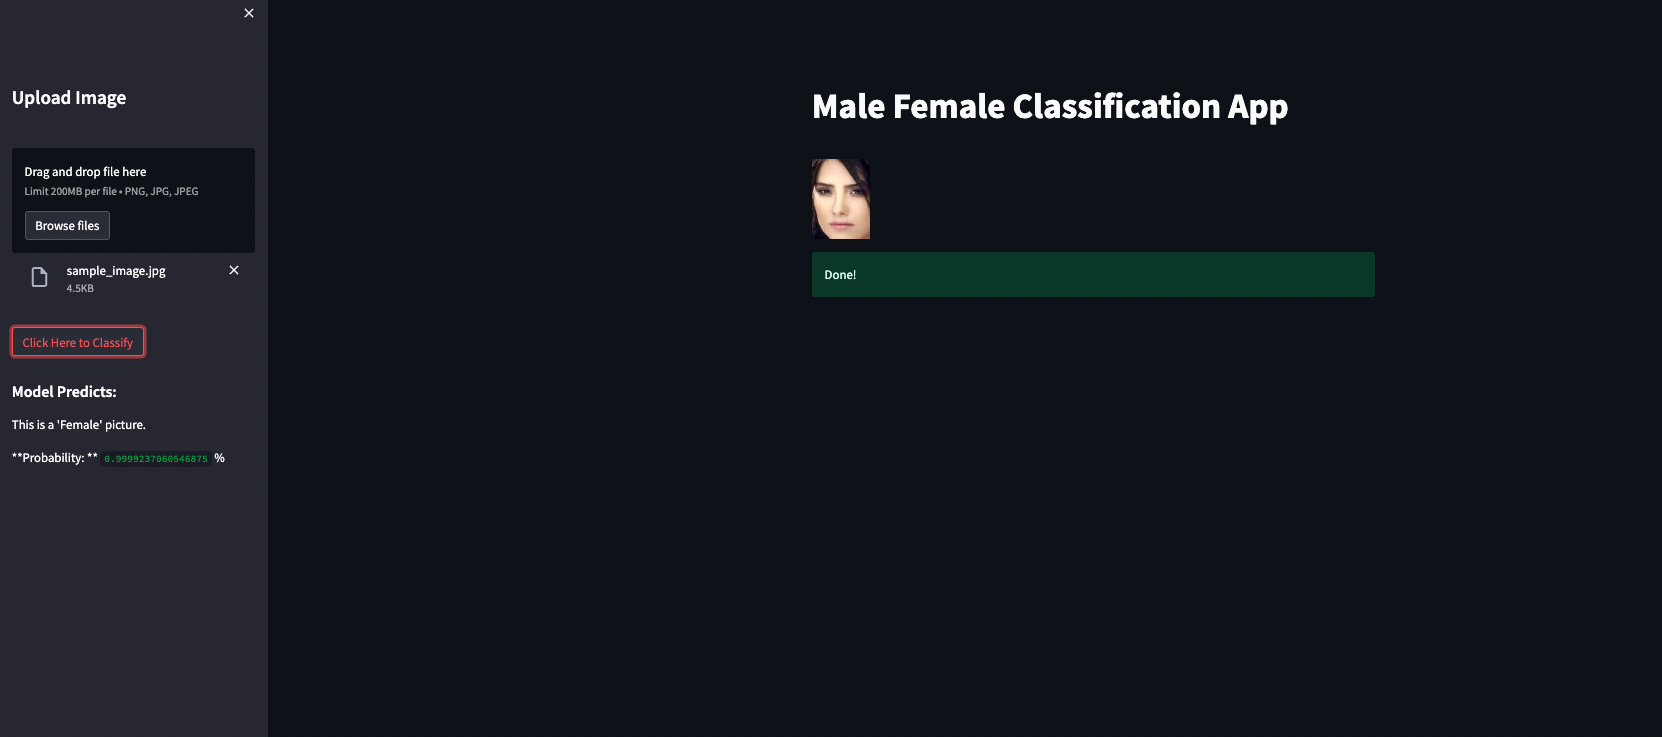 Upload Image
Drag and drop file here
Limit 200MB per file • PNG, JPG, JPEG
Browse files
sample_image.jpg
4.5KB
Click Here to Classify
Model Predicts:
This is a 'Female' picture.
**Probability: ** 0.9999237060546875 %
Male Female Classification App
Done!